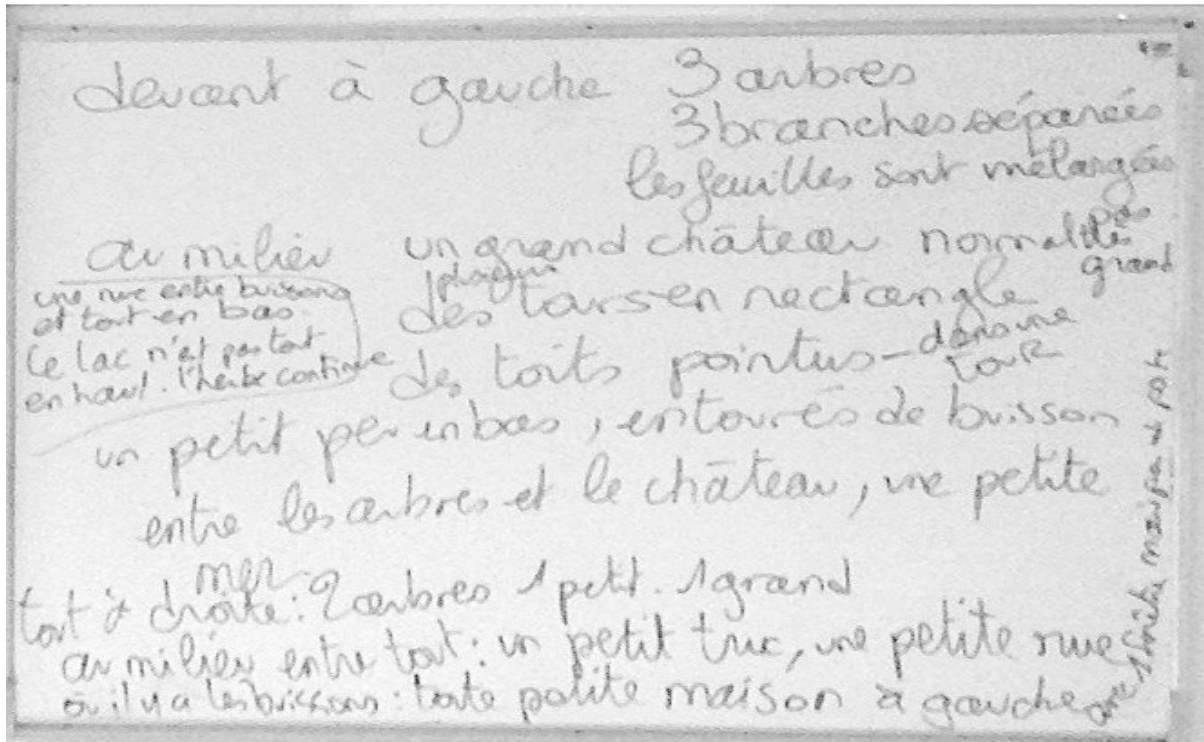 devant à gauche 3 arbres
3 branches séparées
les feuilles sont mélangées
au milieu un grand château normal pas très grand
une rue entre buissons
et tout en bas.
Le lac n'est pas tout
en haut. l'herbe continue
des tours en rectangle
des toits pointus - dans une tour
un petit peu en bas, entourés de buisson
entre les arbres et le château, une petite
mer
tout à droite : 2 arbres 1 petit. 1 grand
au milieu entre tout : un petit truc, une petite rue
où il y a les buissons : toute petite maison à gauche